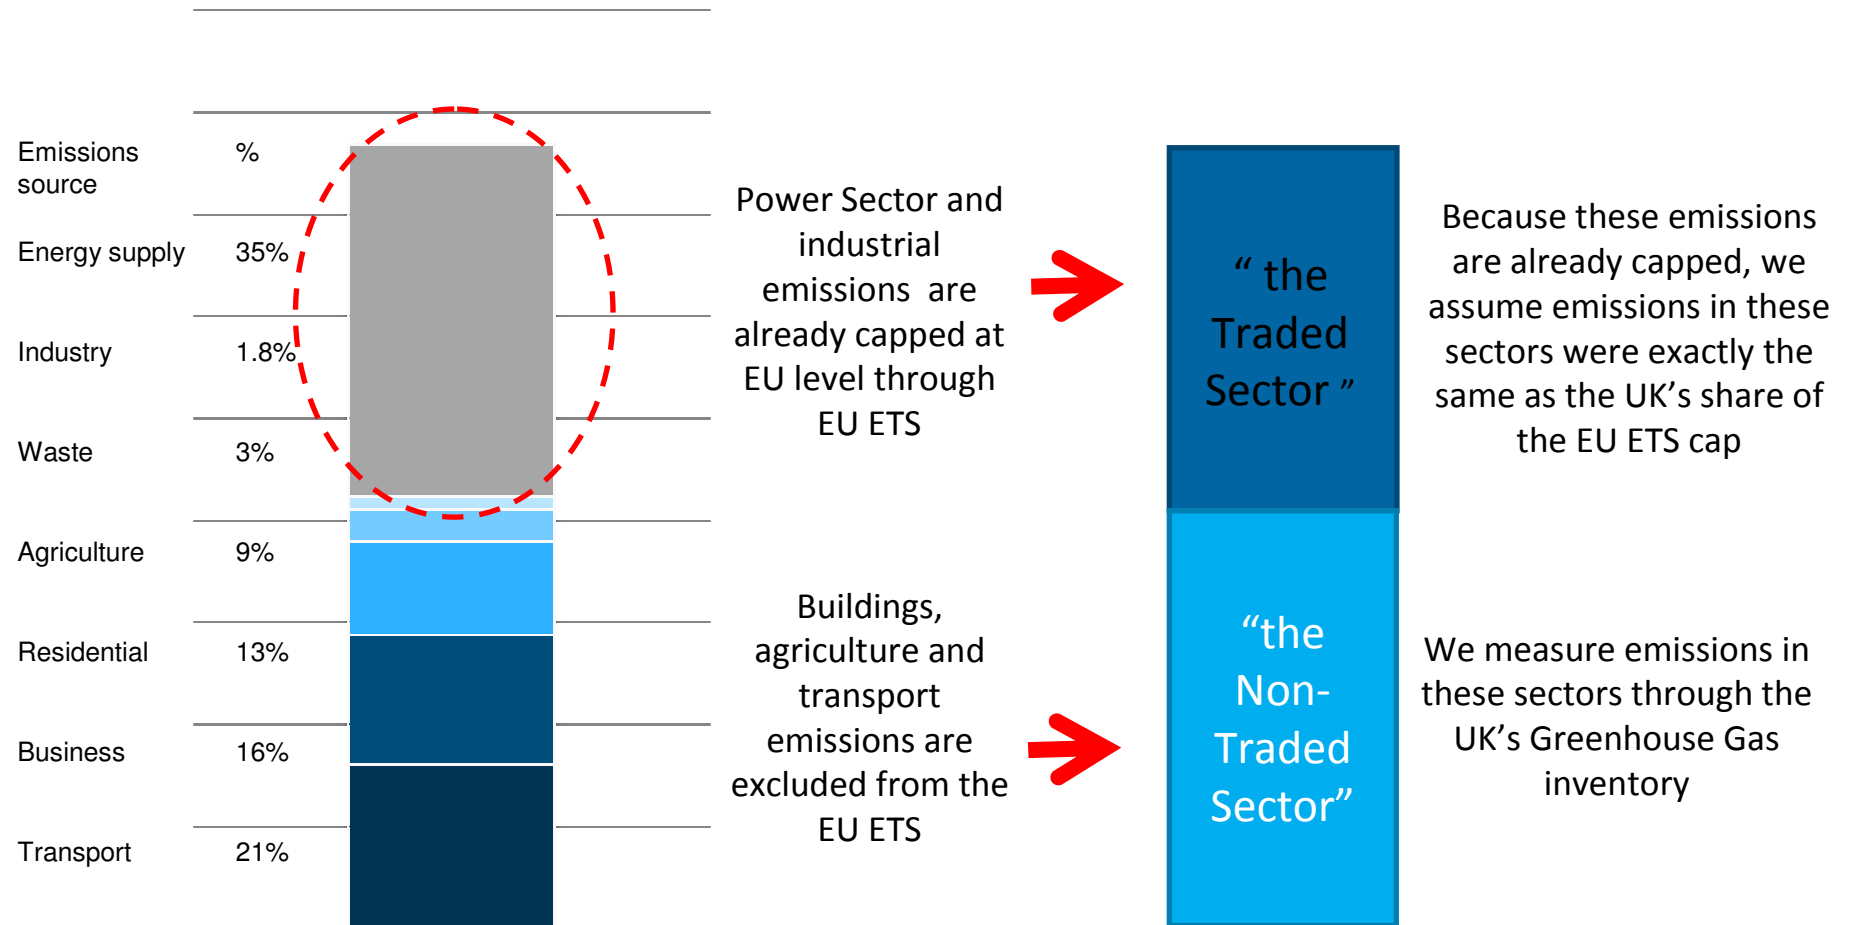 Emissions %
source
Energy supply 35%
Industry 1.8%
Waste 3%
Agriculture 9%
Residential 13%
Business 16%
Transport 21%
Power Sector and
industrial
emissions are
already capped at
EU level through
EU ETS
“ the
Traded
Sector ”
Because these emissions
are already capped, we
assume emissions in these
sectors were exactly the
same as the UK’s share of
the EU ETS cap
Buildings,
agriculture and
transport
emissions are
excluded from the
EU ETS
“the
Non-
Traded
Sector”
We measure emissions in
these sectors through the
UK’s Greenhouse Gas
inventory